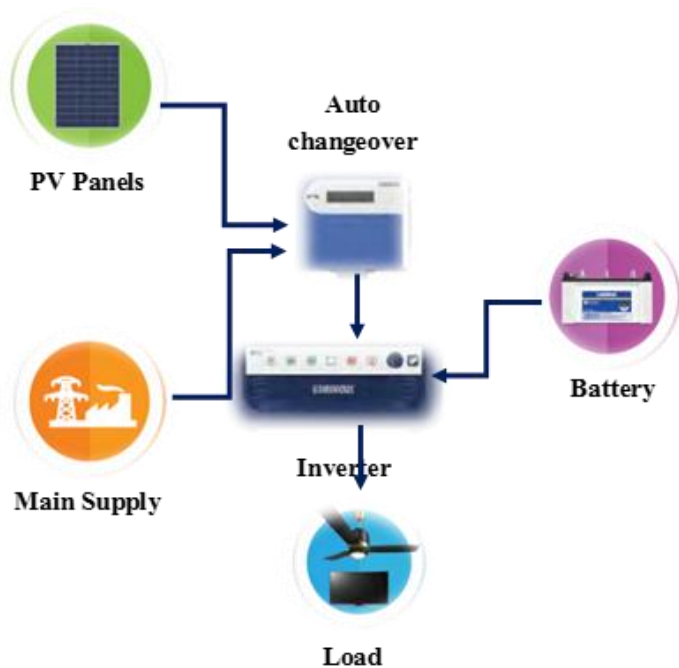 Auto
changeover
PV Panels
Battery
Inverter
Main Supply
Load